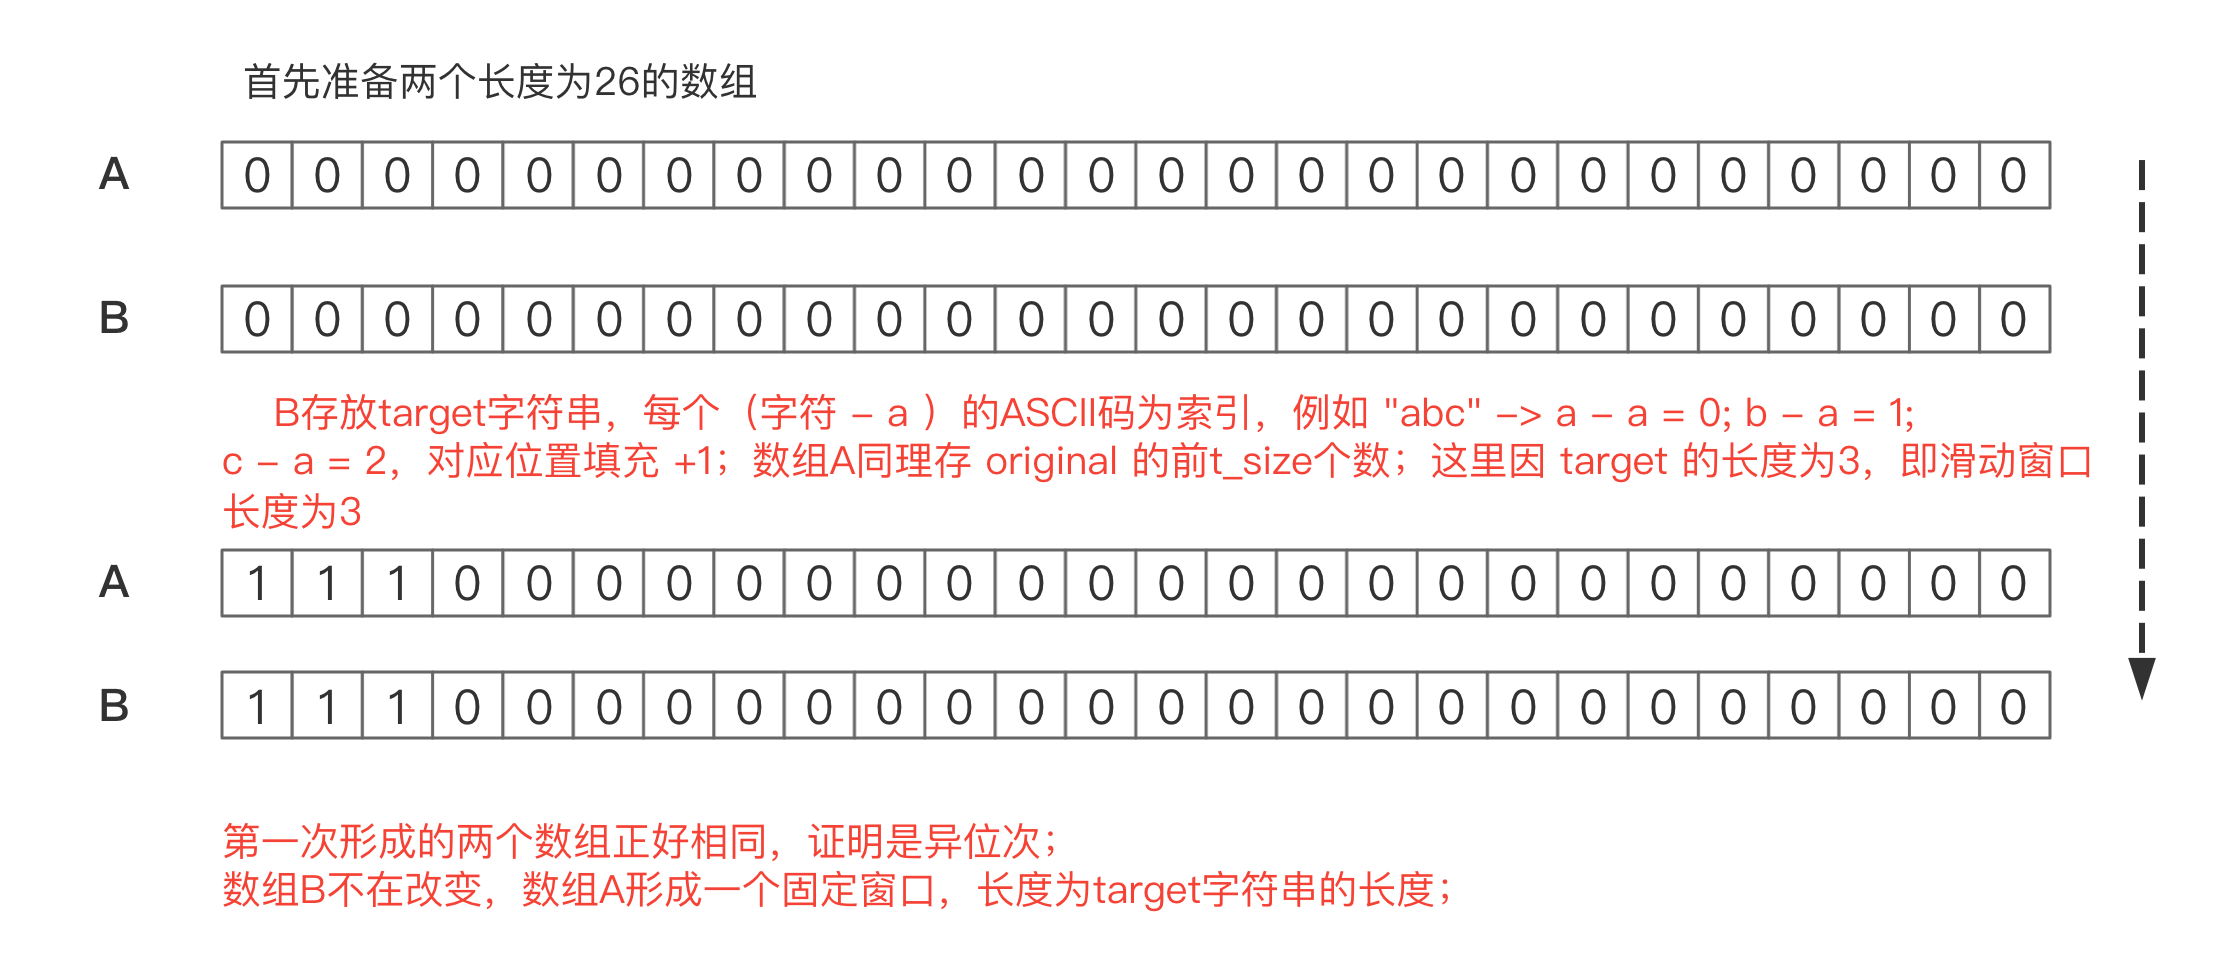 首先准备两个长度为26的数组
A 0 0 0 0 0 0 0 0 0 0 0 0 0 0 0 0 0 0 0 0 0 0 0 0 0 0
B 0 0 0 0 0 0 0 0 0 0 0 0 0 0 0 0 0 0 0 0 0 0 0 0 0 0
B存放target字符串，每个（字符 - a ）的ASCII码为索引，例如 "abc" -> a - a = 0; b - a = 1;
c - a = 2，对应位置填充 +1；数组A同理存 original 的前t_size个数；这里因 target 的长度为3，即滑动窗口
长度为3
A 1 1 1 0 0 0 0 0 0 0 0 0 0 0 0 0 0 0 0 0 0 0 0 0 0 0
B 1 1 1 0 0 0 0 0 0 0 0 0 0 0 0 0 0 0 0 0 0 0 0 0 0 0
第一次形成的两个数组正好相同，证明是异位次；
数组B不在改变，数组A形成一个固定窗口，长度为target字符串的长度；